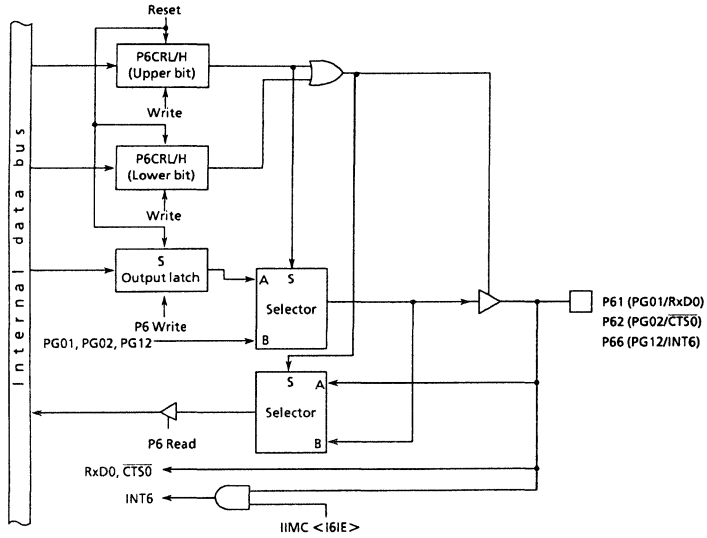 Reset
P6CRL/H
(Upper bit)
Write
P6CRL/H
(Lower bit)
Write
S
Output latch
P6 Write
PG01, PG02, PG12
A
S
Selector
B
S
A
Selector
B
P6 Read
RxD0, CTS0
INT6
IIMC <I6IE>
P61 (PG01/RxD0)
P62 (PG02/CTS0)
P66 (PG12/INT6)
Internal data bus